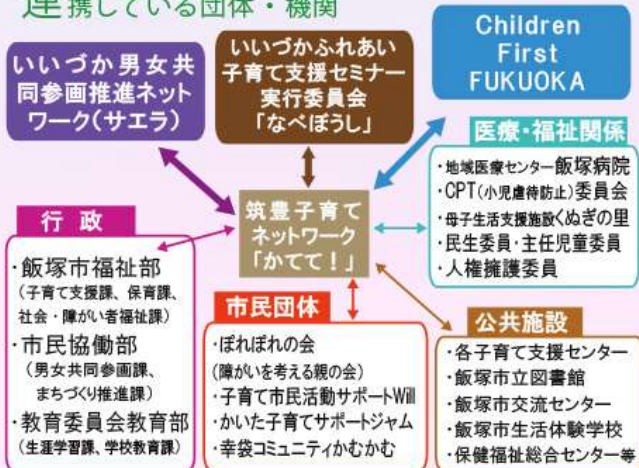 連携している団体・機関
いいづか男女共
同参画推進ネット
ワーク(サエラ)
いいづかふれあい
子育て支援セミナー
実行委員会
「なべぼうし」
Children
First
FUKUOKA
筑豊子育て
ネットワーク
「かてて!」
医療・福祉関係
・地域医療センター飯塚病院
・CPT(小児虐待防止)委員会
・母子生活支援施設くぬぎの里
・民生委員・主任児童委員
・人権擁護委員
行政
・飯塚市福祉部
(子育て支援課、保育課、
社会・障がい者福祉課)
・市民協働部
(男女共同参画課、
まちづくり推進課)
・教育委員会教育部
(生涯学習課、学校教育課)
市民団体
・ぽれぽれの会
(障がいを考える親の会)
・子育て市民活動サポートWill
・かいた子育てサポートジャム
・幸袋コミュニティかむかむ
公共施設
・各子育て支援センター
・飯塚市立図書館
・飯塚市交流センター
・飯塚市生活体験学校
・保健福祉総合センター等